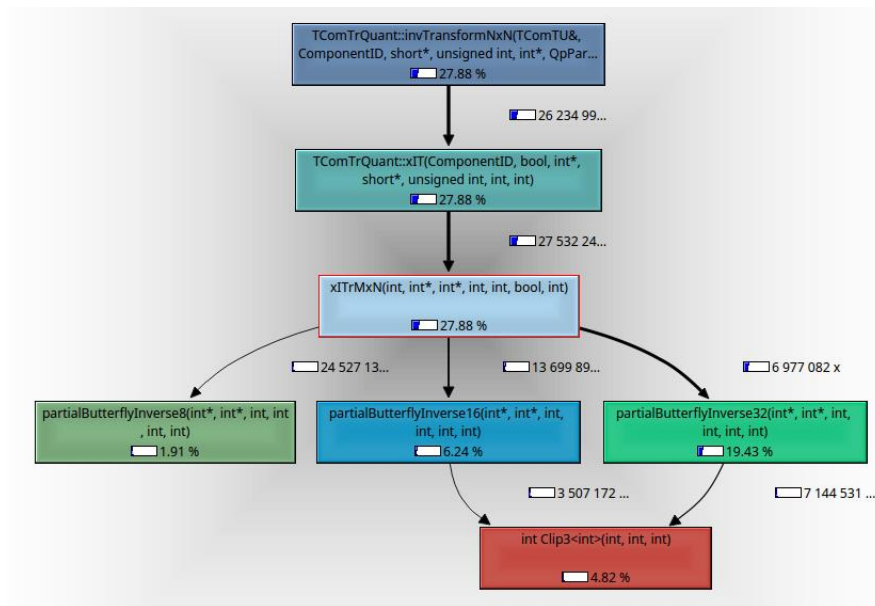 TComTrQuant::invTransformNxN(TComTU&,
ComponentID, short*, unsigned int, int*, QpPar...
27.88 %
26 234 99...
TComTrQuant::xIT(ComponentID, bool, int*,
short*, unsigned int, int, int)
27.88 %
27 532 24...
xITrMxN(int, int*, int*, int, int, bool, int)
27.88 %
24 527 13...
13 699 89...
6 977 082 x
partialButterflyInverse8(int*, int*, int, int
, int, int)
1.91 %
partialButterflyInverse16(int*, int*, int,
int, int, int)
6.24 %
partialButterflyInverse32(int*, int*, int,
int, int, int)
19.43 %
3 507 172 ...
7 144 531 ...
int Clip3<int>(int, int, int)
4.82 %